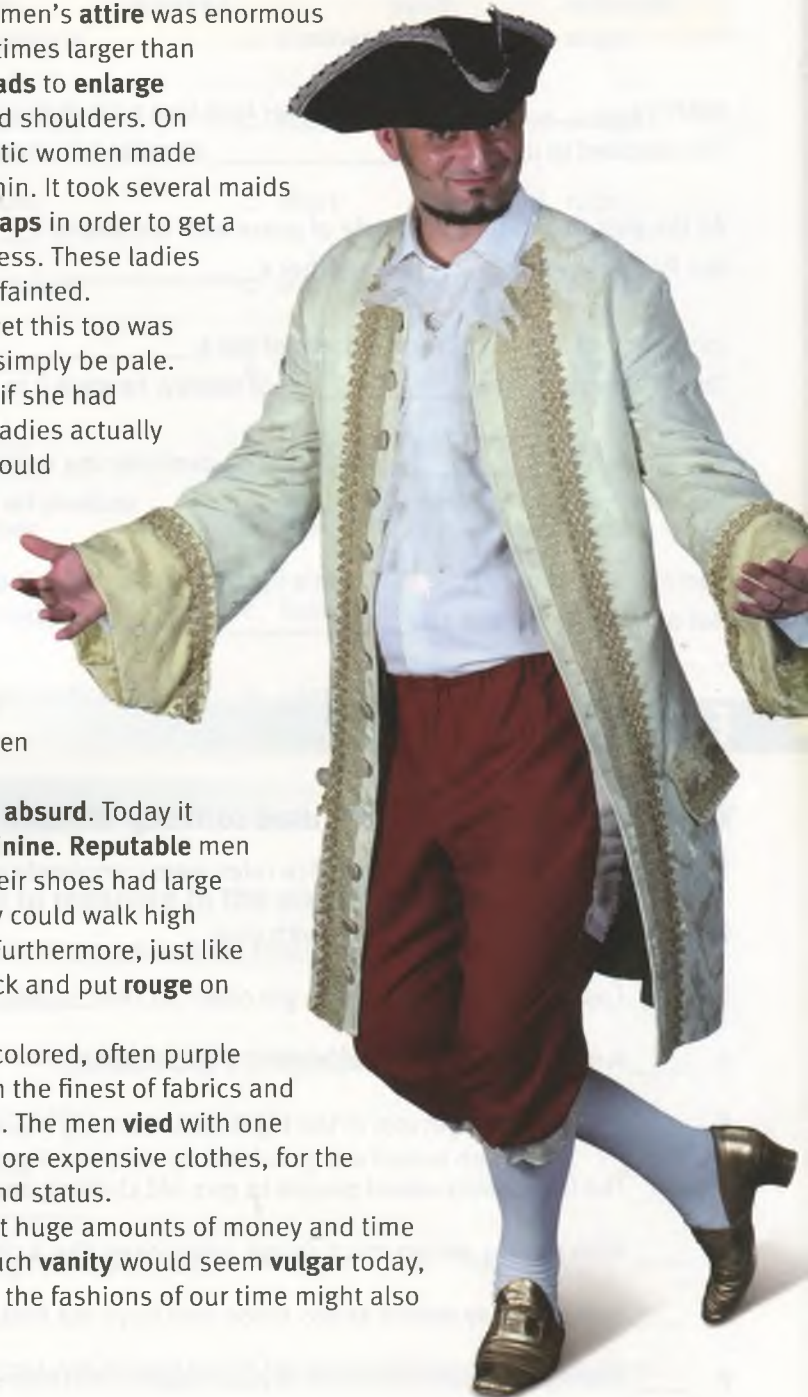 men's attire was enormous
times larger than
ads to enlarge
d shoulders. On
tic women made
in. It took several maids
aps in order to get a
ess. These ladies
fainted.
et this too was
simply be pale.
if she had
adies actually
ould
en
absurd. Today it
nine. Reputable men
eir shoes had large
y could walk high
Furthermore, just like
ck and put rouge on
colored, often purple
n the finest of fabrics and
. The men vied with one
ore expensive clothes, for the
nd status.
t huge amounts of money and time
uch vanity would seem vulgar today,
the fashions of our time might also